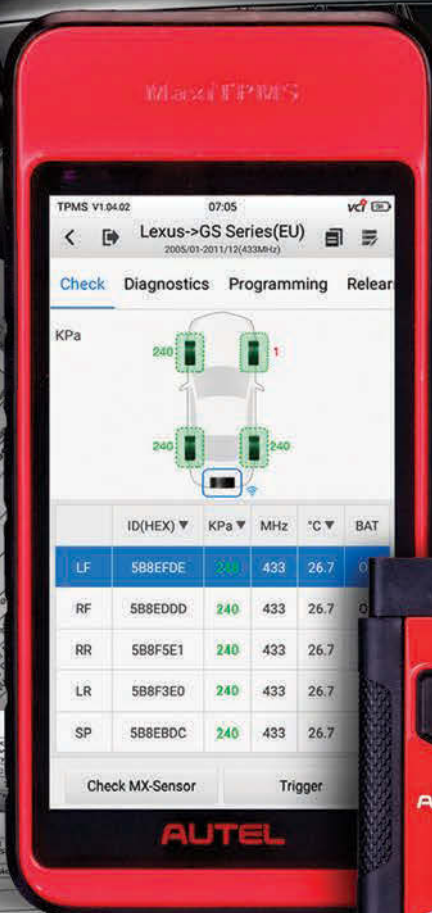 MaxiTPMS
TPMS V1.04.02 07:05 VCI
Lexus->GS Series(EU)
2005/01-2011/12(433MHz)
Check Diagnostics Programming Relear
KPa
240 1
240 240
ID(HEX) ▼ KPa ▼ MHz °C ▼ BAT
LF 5B8EFDE 240 433 26.7 O
RF 5B8EDDD 240 433 26.7 O
RR 5B8F5E1 240 433 26.7
LR 5B8F3E0 240 433 26.7
SP 5B8EBDC 240 433 26.7
Check MX-Sensor Trigger
AUTEL
A